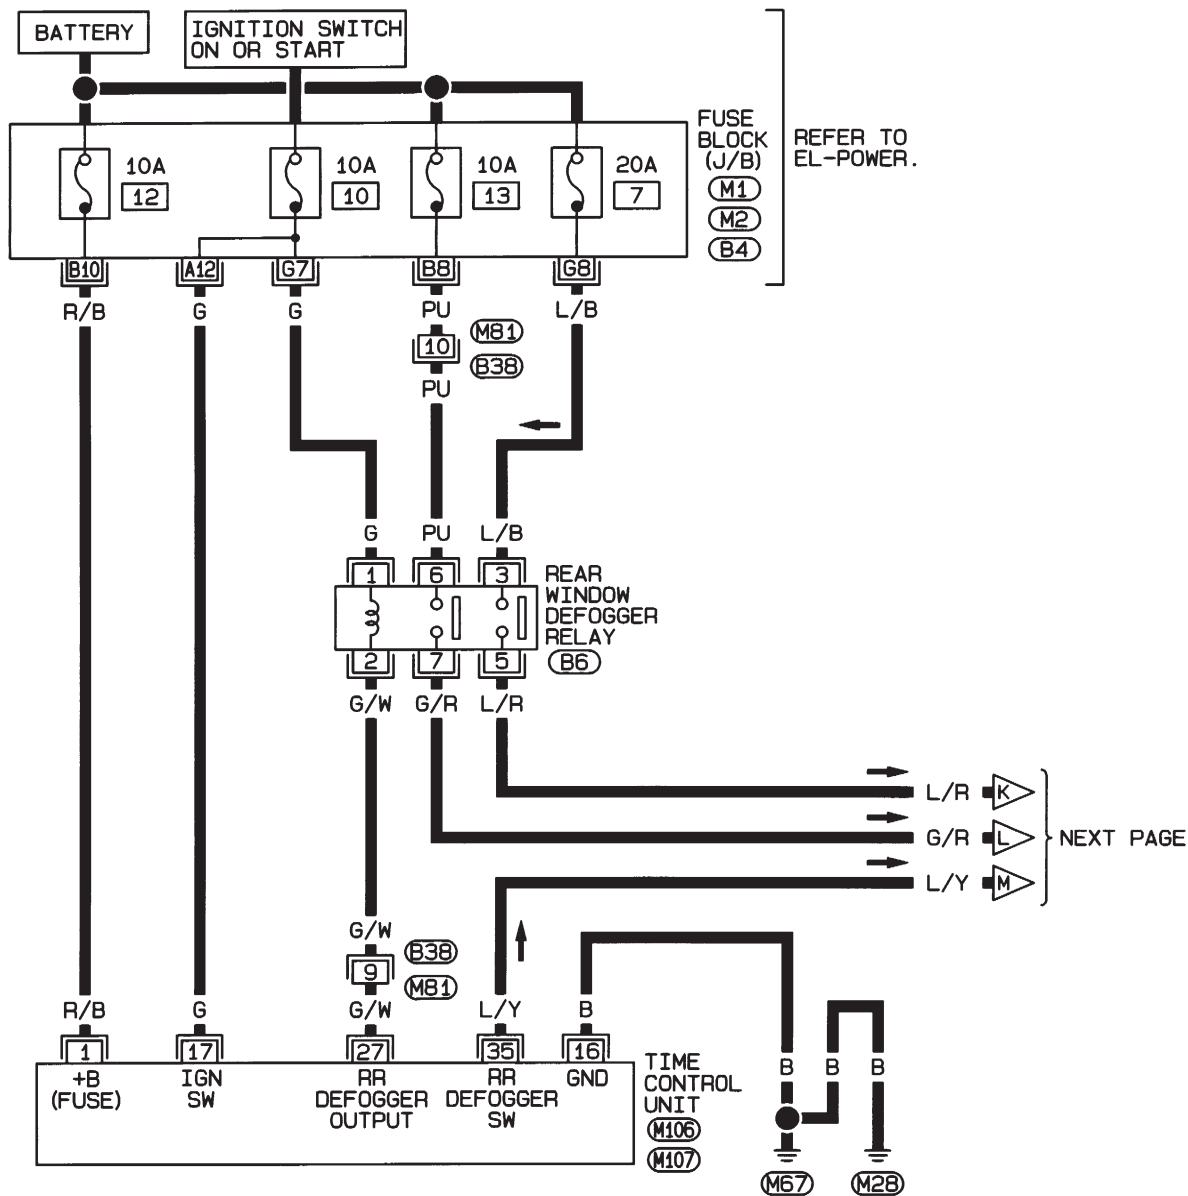 BATTERY
IGNITION SWITCH
ON OR START
FUSE
BLOCK
(J/B)
M1
M2
B4
REFER TO
EL-POWER.
10A
12
10A
10
10A
13
20A
7
B10
A12
G7
B8
G8
R/B
G
G
PU
L/B
10
M81
B38
PU
G
PU
L/B
1
6
3
REAR
WINDOW
DEFOGGER
RELAY
B6
2
7
5
G/W
G/R
L/R
L/R
K
G/R
L
L/Y
M
NEXT PAGE
G/W
9
B38
M81
R/B
G
G/W
L/Y
B
1
17
27
35
16
+B
(FUSE)
IGN
SW
RR
DEFOGGER
OUTPUT
RR
DEFOGGER
SW
GND
TIME
CONTROL
UNIT
M106
M107
B
B
B
M67
M28